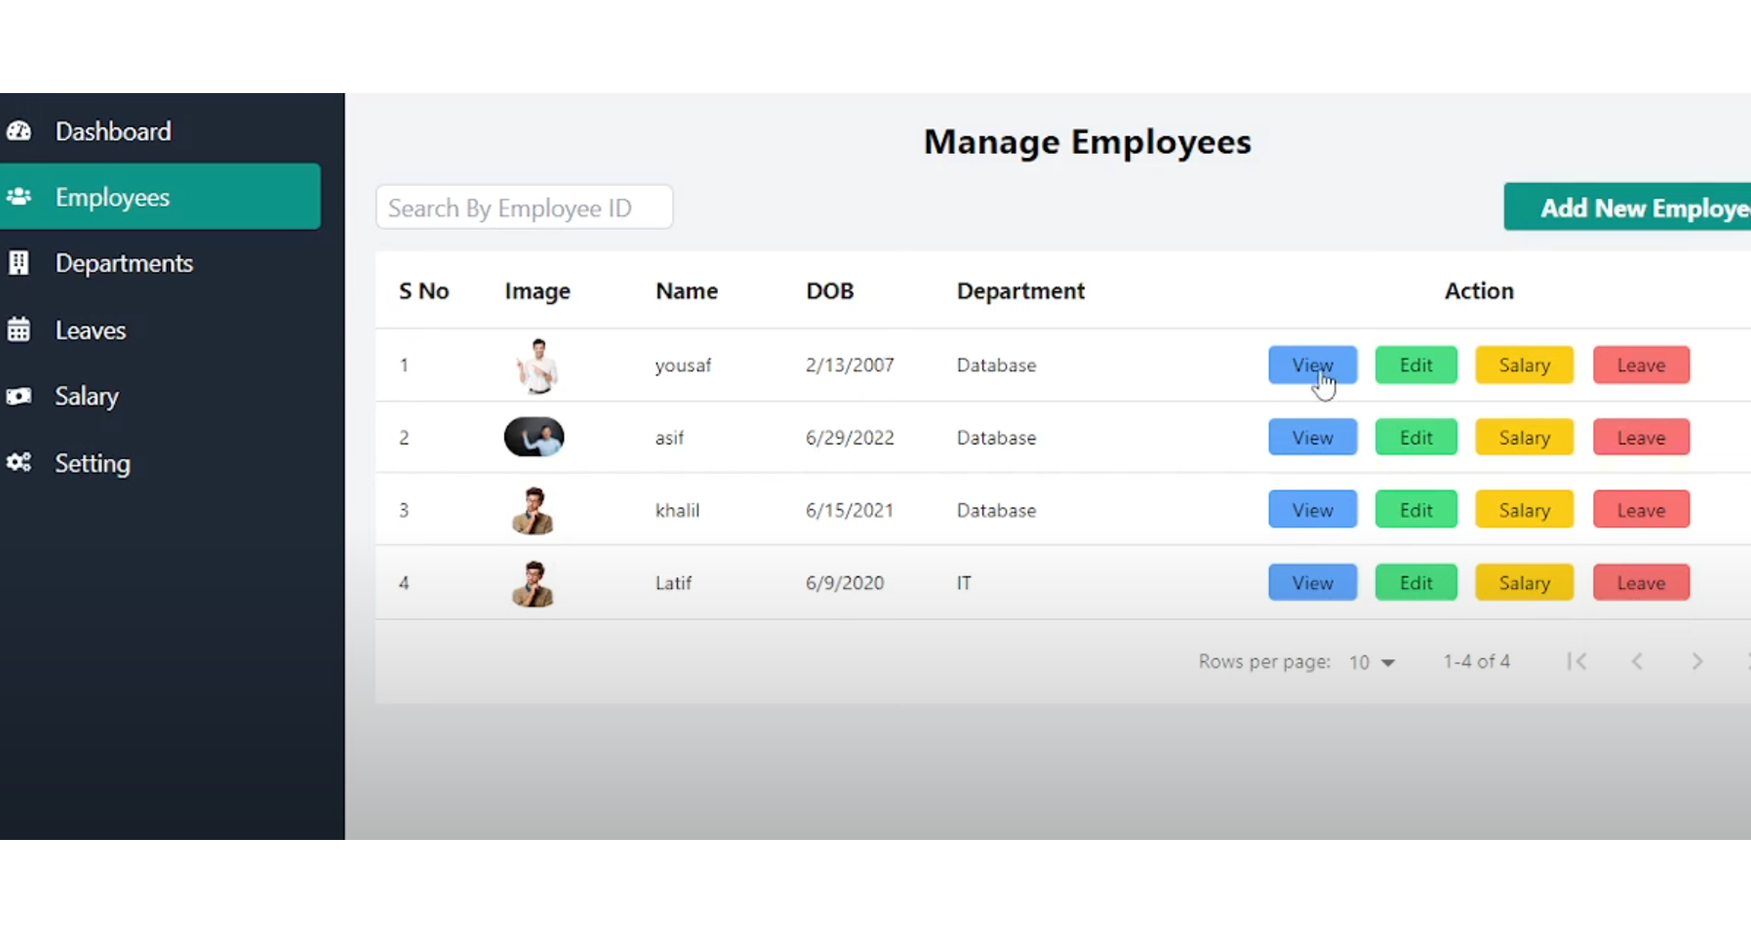 Dashboard
Employees
Departments
Leaves
Salary
Setting
Manage Employees
Search By Employee ID
Add New Employe
S No Image Name DOB Department Action
1 yousaf 2/13/2007 Database View Edit Salary Leave
2 asif 6/29/2022 Database View Edit Salary Leave
3 khalil 6/15/2021 Database View Edit Salary Leave
4 Latif 6/9/2020 IT View Edit Salary Leave
Rows per page: 10 1-4 of 4